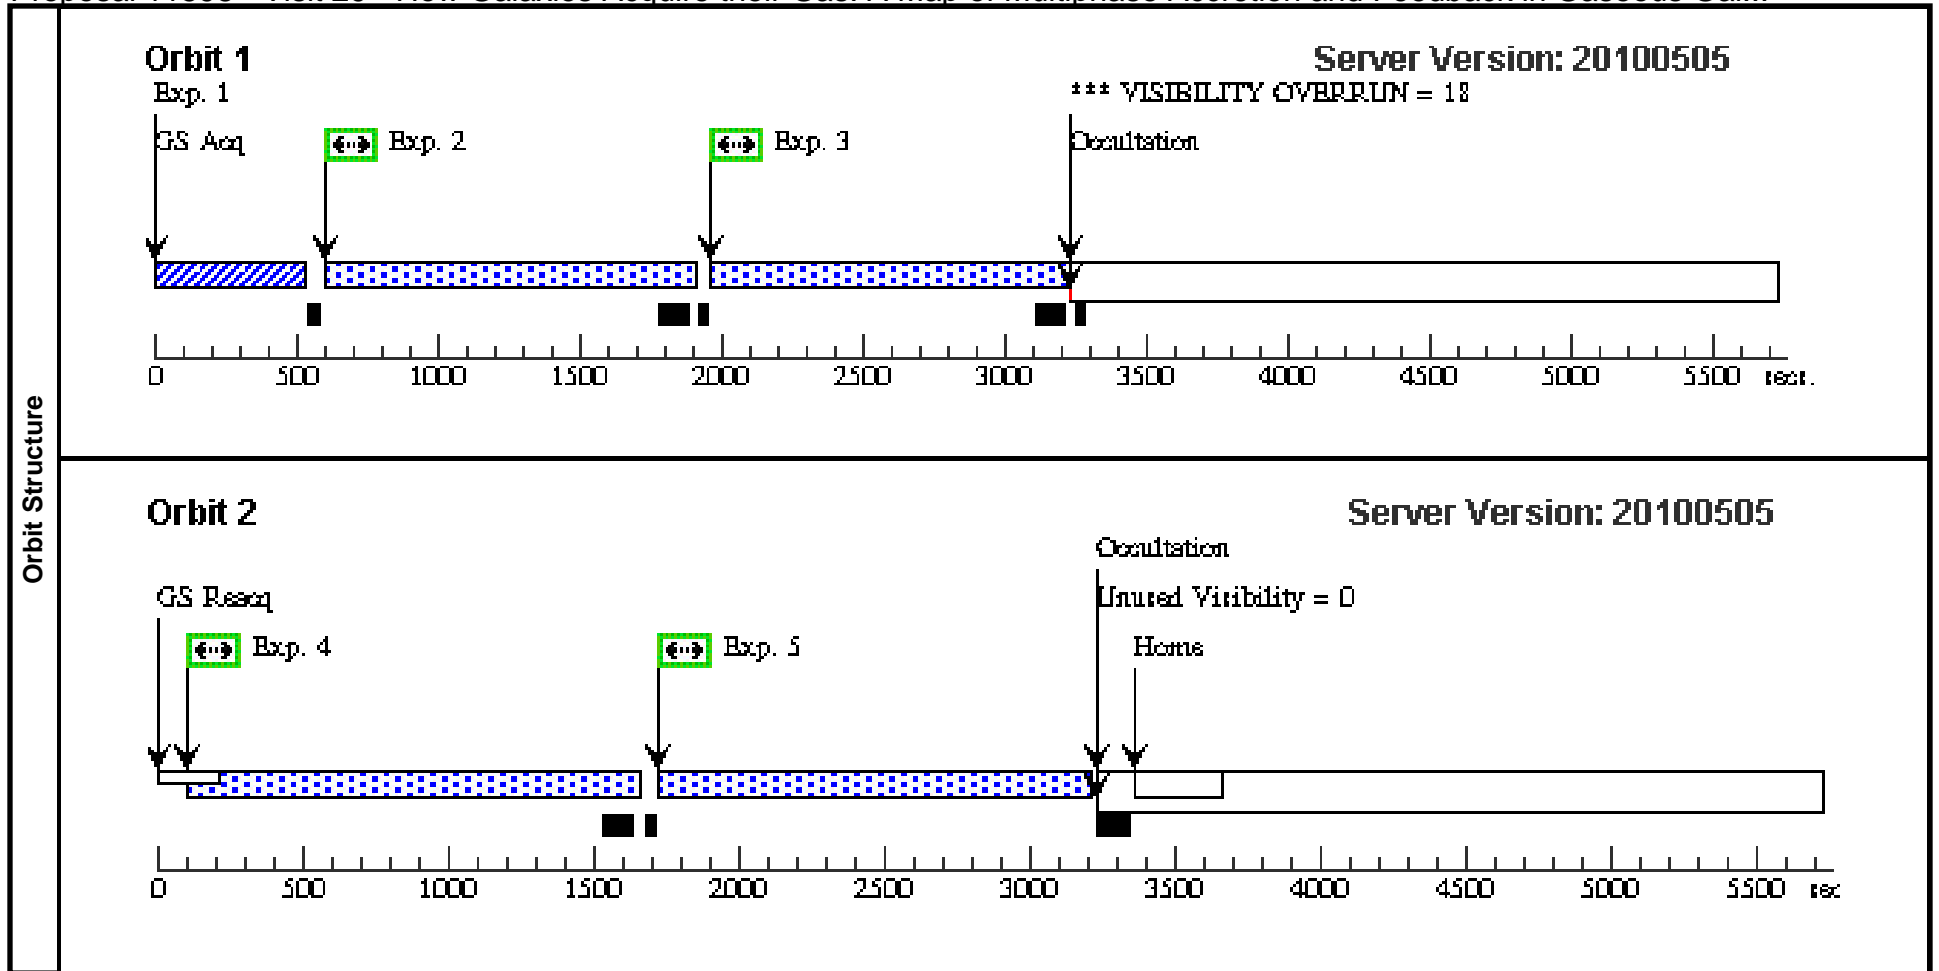 Orbit Structure
Orbit 1
Server Version: 20100505
Exp. 1
*** VISIBILITY OVERRUN = 18
GS Acq
Exp. 2
Exp. 3
Occultation
0 500 1000 1500 2000 2500 3000 3500 4000 4500 5000 5500 secs.
Orbit 2
Server Version: 20100505
Occultation
GS Reacq
Unused Visibility = 0
Exp. 4
Exp. 5
Home
0 500 1000 1500 2000 2500 3000 3500 4000 4500 5000 5500 sec